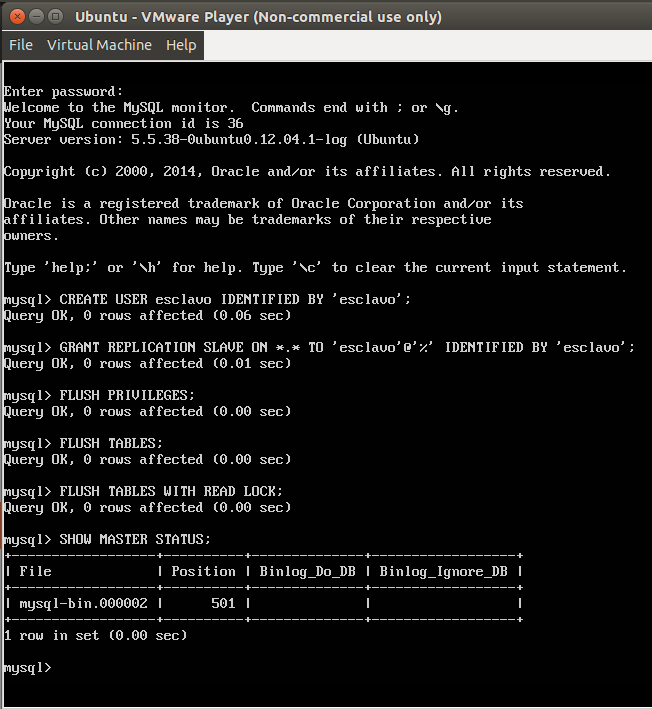 Ubuntu - VMware Player (Non-commercial use only)
File Virtual Machine Help
Enter password:
Welcome to the MySQL monitor.  Commands end with ; or \g.
Your MySQL connection id is 36
Server version: 5.5.38-0ubuntu0.12.04.1-log (Ubuntu)
Copyright (c) 2000, 2014, Oracle and/or its affiliates. All rights reserved.
Oracle is a registered trademark of Oracle Corporation and/or its
affiliates. Other names may be trademarks of their respective
owners.
Type 'help;' or '\h' for help. Type '\c' to clear the current input statement.
mysql> CREATE USER esclavo IDENTIFIED BY 'esclavo';
Query OK, 0 rows affected (0.06 sec)
mysql> GRANT REPLICATION SLAVE ON *.* TO 'esclavo'@'%' IDENTIFIED BY 'esclavo';
Query OK, 0 rows affected (0.01 sec)
mysql> FLUSH PRIVILEGES;
Query OK, 0 rows affected (0.00 sec)
mysql> FLUSH TABLES;
Query OK, 0 rows affected (0.00 sec)
mysql> FLUSH TABLES WITH READ LOCK;
Query OK, 0 rows affected (0.00 sec)
mysql> SHOW MASTER STATUS;
+------------------+----------+--------------+------------------+
| File             | Position | Binlog_Do_DB | Binlog_Ignore_DB |
+------------------+----------+--------------+------------------+
| mysql-bin.000002 |      501 |              |                  |
+------------------+----------+--------------+------------------+
1 row in set (0.00 sec)
mysql>